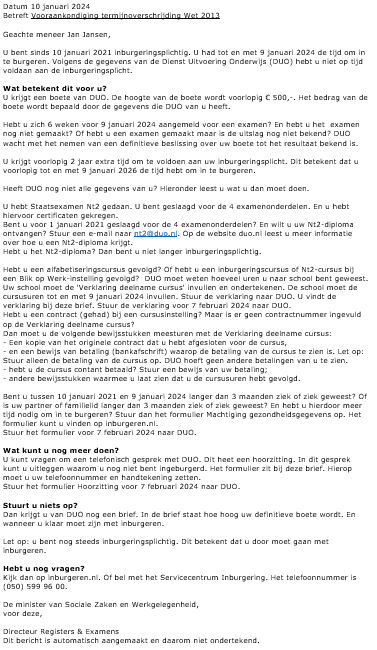 Datum 10 januari 2024
Betreft Vooraankondiging termijnoverschrijding Wet 2013
Geachte meneer Jan Jansen,
U bent sinds 10 januari 2021 inburgeringsplichtig. U had tot en met 9 januari 2024 de tijd om in
te burgeren. Volgens de gegevens van de Dienst Uitvoering Onderwijs (DUO) hebt u niet op tijd
voldaan aan de inburgeringsplicht.
Wat betekent dit voor u?
U krijgt een boete van DUO. De hoogte van de boete wordt voorlopig € 500,-. Het bedrag van de
boete wordt bepaald door de gegevens die DUO van u heeft.
Hebt u zich 6 weken voor 9 januari 2024 aangemeld voor een examen? En hebt u het examen
nog niet gemaakt? Of hebt u een examen gemaakt maar is de uitslag nog niet bekend? DUO
wacht met het nemen van een definitieve beslissing over uw boete tot het resultaat bekend is.
U krijgt voorlopig 2 jaar extra tijd om te voldoen aan uw inburgeringsplicht. Dit betekent dat u
voorlopig tot en met 9 januari 2026 de tijd hebt om in te burgeren.
Heeft DUO nog niet alle gegevens van u? Hieronder leest u wat u dan moet doen.
U hebt Staatsexamen Nt2 gedaan. U bent geslaagd voor de 4 examenonderdelen. En u hebt
hiervoor certificaten gekregen.
Bent u voor 1 januari 2021 geslaagd voor de 4 examenonderdelen? En wilt u uw Nt2-diploma
ontvangen? Stuur een e-mail naar nt2@duo.nl. Op de website duo.nl leest u meer informatie
over hoe u een Nt2-diploma krijgt.
Hebt u het Nt2-diploma? Dan bent u niet langer inburgeringsplichtig.
Hebt u een alfabetiseringscursus gevolgd? Of hebt u een inburgeringscursus of Nt2-cursus bij
een Blik op Werk-instelling gevolgd? DUO moet weten hoeveel uren u naar school bent geweest.
Uw school moet de 'Verklaring deelname cursus' invullen en ondertekenen. De school moet de
cursusuren tot en met 9 januari 2024 invullen. Stuur de verklaring naar DUO. U vindt de
verklaring bij deze brief. Stuur de verklaring voor 7 februari 2024 naar DUO.
Hebt u een contract (gehad) bij een cursusinstelling? Maar is er geen contractnummer ingevuld
op de Verklaring deelname cursus?
Dan moet u de volgende bewijsstukken meesturen met de Verklaring deelname cursus:
- Een kopie van het originele contract dat u hebt afgesloten voor de cursus,
- en een bewijs van betaling (bankafschrift) waarop de betaling van de cursus te zien is. Let op:
Stuur alleen de betaling van de cursus op. DUO hoeft geen andere betalingen van u te zien.
- hebt u de cursus contant betaald? Stuur een bewijs van uw betaling;
- andere bewijsstukken waarmee u laat zien dat u de cursusuren hebt gevolgd.
Bent u tussen 10 januari 2021 en 9 januari 2024 langer dan 3 maanden ziek of ziek geweest? Of
is uw partner of familielid langer dan 3 maanden ziek of ziek geweest? En hebt u hierdoor meer
tijd nodig om in te burgeren? Stuur dan het formulier Machtiging gezondheidsgegevens op. Het
formulier kunt u vinden op inburgeren.nl.
Stuur het formulier voor 7 februari 2024 naar DUO.
Wat kunt u nog meer doen?
U kunt vragen om een telefonisch gesprek met DUO. Dit heet een hoorzitting. In dit gesprek
kunt u uitleggen waarom u nog niet bent ingeburgerd. Het formulier zit bij deze brief. Hierop
moet u uw telefoonnummer en handtekening zetten.
Stuur het formulier Hoorzitting voor 7 februari 2024 naar DUO.
Stuurt u niets op?
Dan krijgt u van DUO nog een brief. In de brief staat hoe hoog uw definitieve boete wordt. En
wanneer u klaar moet zijn met inburgeren.
Let op: u bent nog steeds inburgeringsplichtig. Dit betekent dat u door moet gaan met
inburgeren.
Hebt u nog vragen?
Kijk dan op inburgeren.nl. Of bel met het Servicecentrum Inburgering. Het telefoonnummer is
(050) 599 96 00.
De minister van Sociale Zaken en Werkgelegenheid,
voor deze,
Directeur Registers & Examens
Dit bericht is automatisch aangemaakt en daarom niet ondertekend.